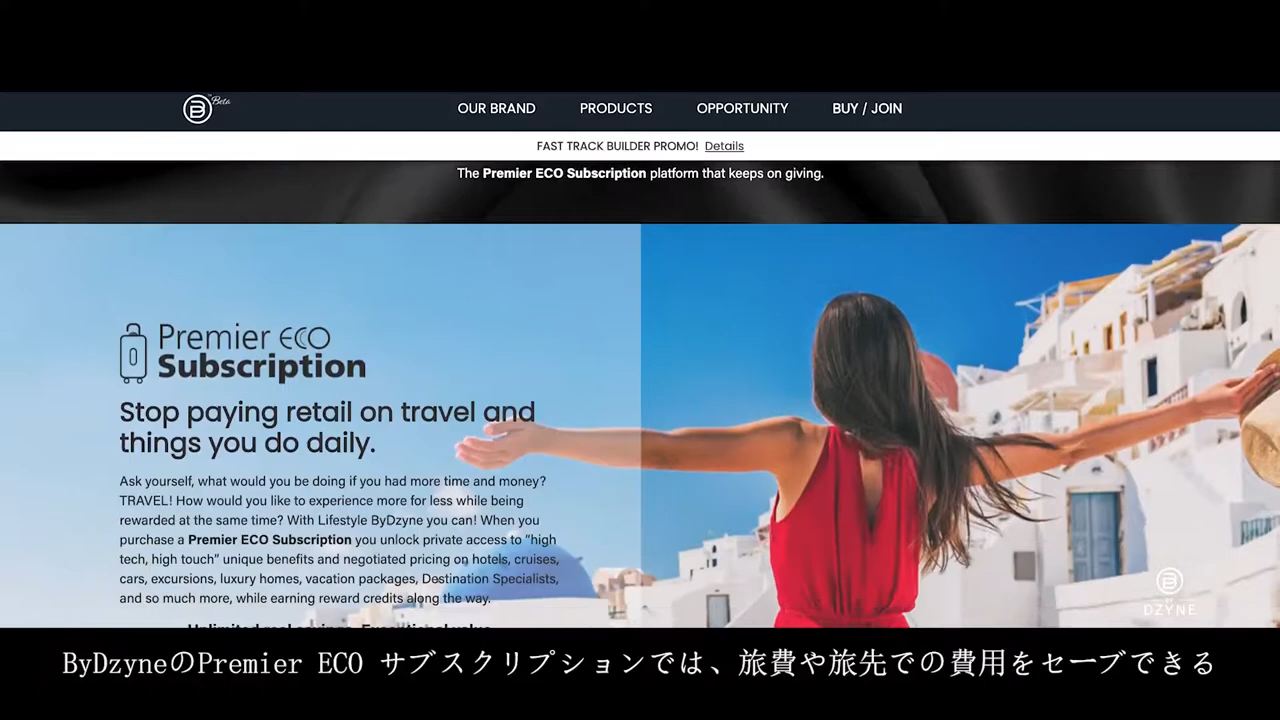 Beta
OUR BRAND PRODUCTS OPPORTUNITY BUY / JOIN
FAST TRACK BUILDER PROMO! Details
The Premier ECO Subscription platform that keeps on giving.
Premier ECO
Subscription
Stop paying retail on travel and
things you do daily.
Ask yourself, what would you be doing if you had more time and money?
TRAVEL! How would you like to experience more for less while being
rewarded at the same time? With Lifestyle ByDzyne you can! When you
purchase a Premier ECO Subscription you unlock private access to “high
tech, high touch” unique benefits and negotiated pricing on hotels, cruises,
cars, excursions, luxury homes, vacation packages, Destination Specialists,
and so much more, while earning reward credits along the way.
Unlimited real savings. Exceptional value.
BY
DZYNE
ByDzyneのPremier ECO サブスクリプションでは、旅費や旅先での費用をセーブできる